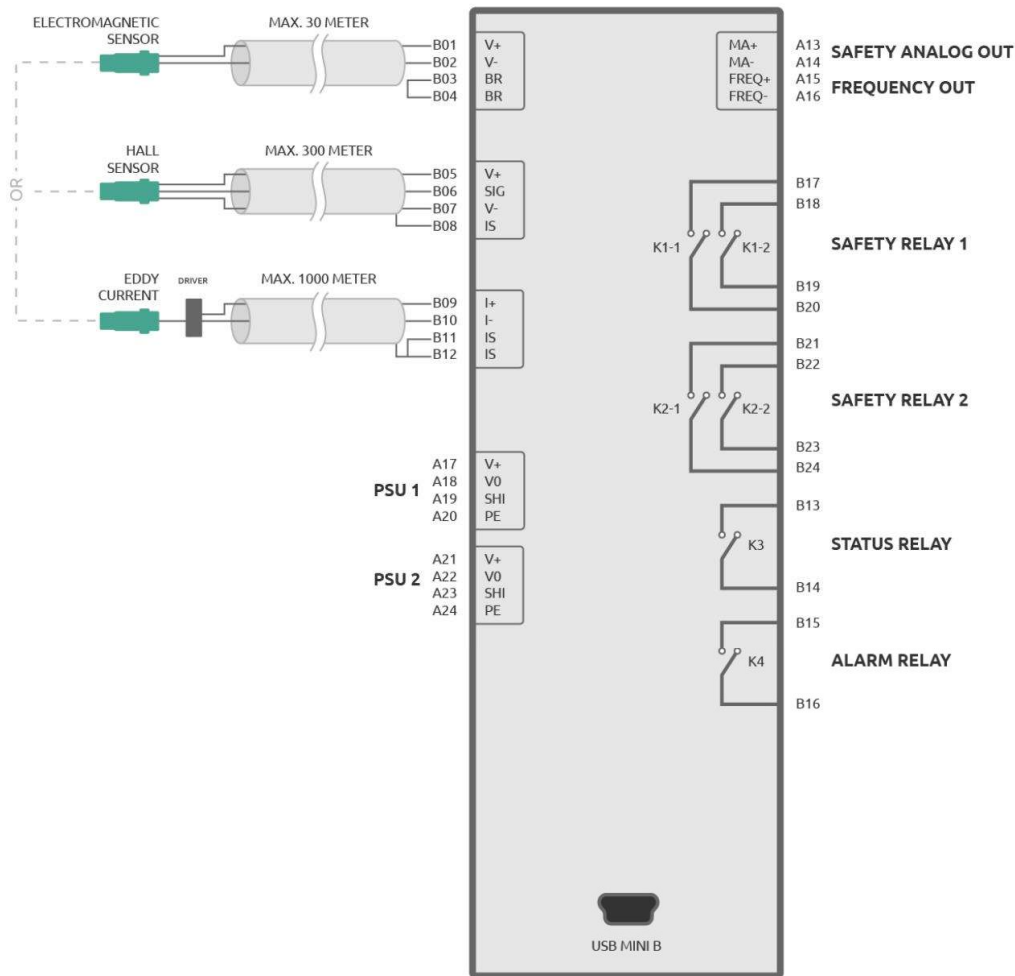 ELECTROMAGNETIC
SENSOR
MAX. 30 METER
B01 V+
B02 V-
B03 BR
B04 BR
HALL
SENSOR
MAX. 300 METER
B05 V+
B06 SIG
B07 V-
B08 IS
OR
EDDY
CURRENT
DRIVER
MAX. 1000 METER
B09 I+
B10 I-
B11 IS
B12 IS
PSU 1
A17 V+
A18 V0
A19 SHI
A20 PE
PSU 2
A21 V+
A22 V0
A23 SHI
A24 PE
MA+ A13
MA- A14
SAFETY ANALOG OUT
FREQ+ A15
FREQ- A16
FREQUENCY OUT
B17
B18
K1-1 K1-2
SAFETY RELAY 1
B19
B20
B21
B22
K2-1 K2-2
SAFETY RELAY 2
B23
B24
B13
K3
STATUS RELAY
B14
B15
K4
ALARM RELAY
B16
USB MINI B